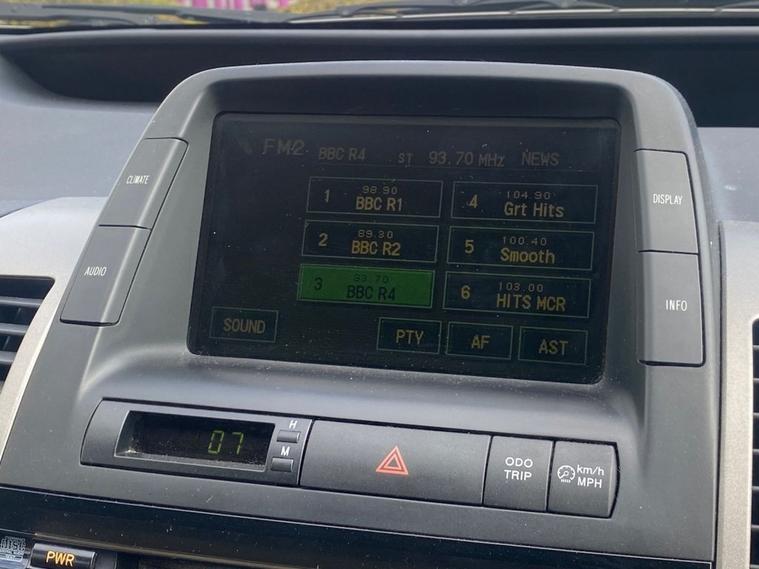 FM2 BBC R4 ST 93.70 MHz NEWS
CLIMATE
AUDIO
DISPLAY
INFO
98.90
1 BBC R1
104.90
4 Grt Hits
89.30
2 BBC R2
100.40
5 Smooth
93.70
3 BBC R4
103.00
6 HITS MCR
SOUND
PTY
AF
AST
07
H
M
ODO
TRIP
km/h
MPH
PWR